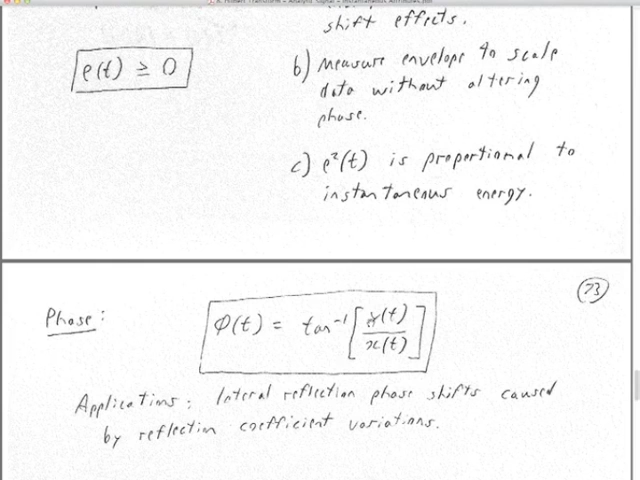 shift effects.
e(t) ≥ 0
b) Measure envelope to scale
data without altering
phase.
c) e²(t) is proportional to
instantaneous energy.
73
Phase:
Φ(t) = tan⁻¹[y(t)/x(t)]
Applications: lateral reflection phase shifts caused
by reflection coefficient variations.